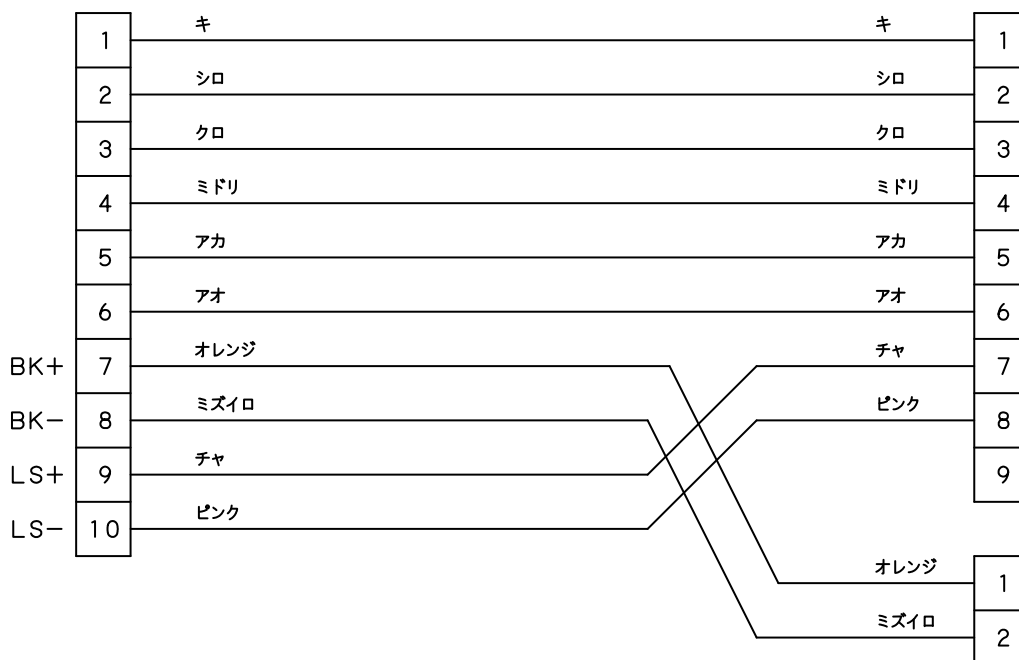 1 キ キ 1
2 シロ シロ 2
3 クロ クロ 3
4 ミドリ ミドリ 4
5 アカ アカ 5
6 アオ アオ 6
BK+ 7 オレンジ チャ 7
BK− 8 ミズイロ ピンク 8
LS+ 9 チャ 9
LS− 10 ピンク
オレンジ 1
ミズイロ 2